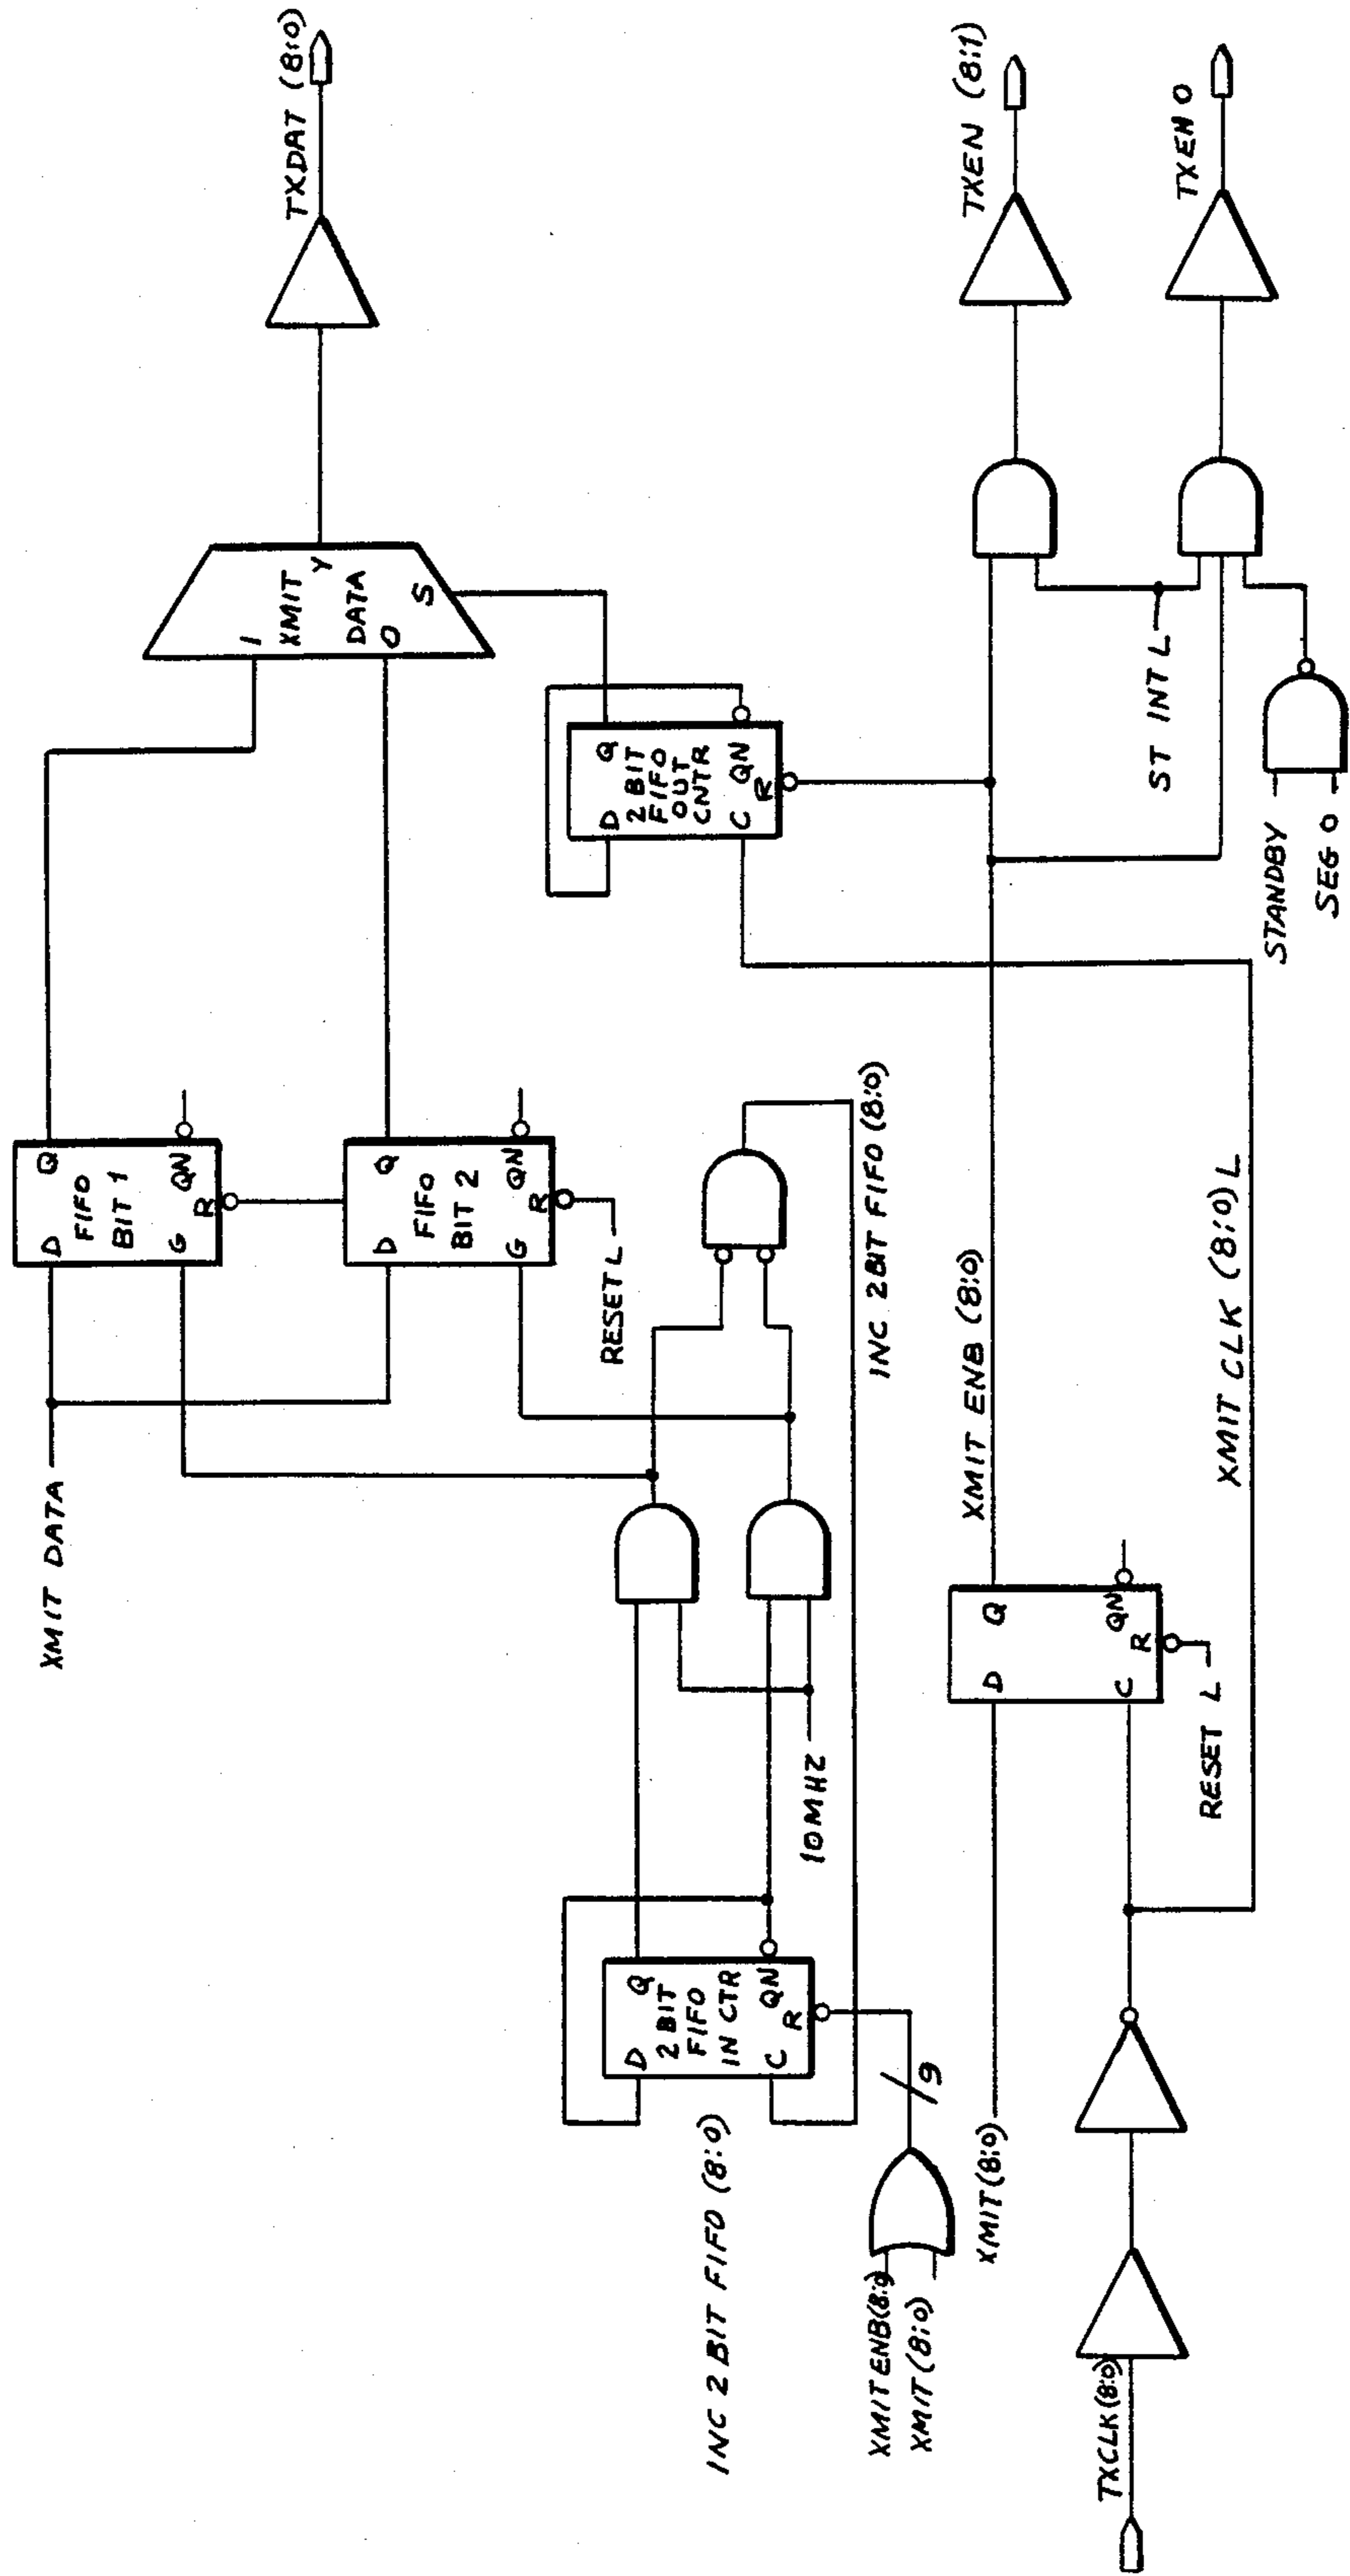 TXDAT (8:0)
1
XMIT
DATA
0
Y
S
D
Q
FIFO
BIT 1
G
QN
R
D
Q
FIFO
BIT 2
G
QN
R
RESET L
XMIT DATA
D
Q
2 BIT
FIFO
OUT
CNTR
C
QN
R
INC 2BIT FIFO (8:0)
10MHZ
D
Q
2 BIT
FIFO
IN CTR
C
QN
R
9
INC 2 BIT FIFO (8:0)
XMIT ENB(8:0)
XMIT (8:0)
TXEN (8:1)
TXEN 0
ST INT L
STANDBY
SEG 0
XMIT ENB (8:0)
XMIT CLK (8:0) L
D
Q
C
QN
R
RESET L
XMIT(8:0)
TXCLK(8:0)